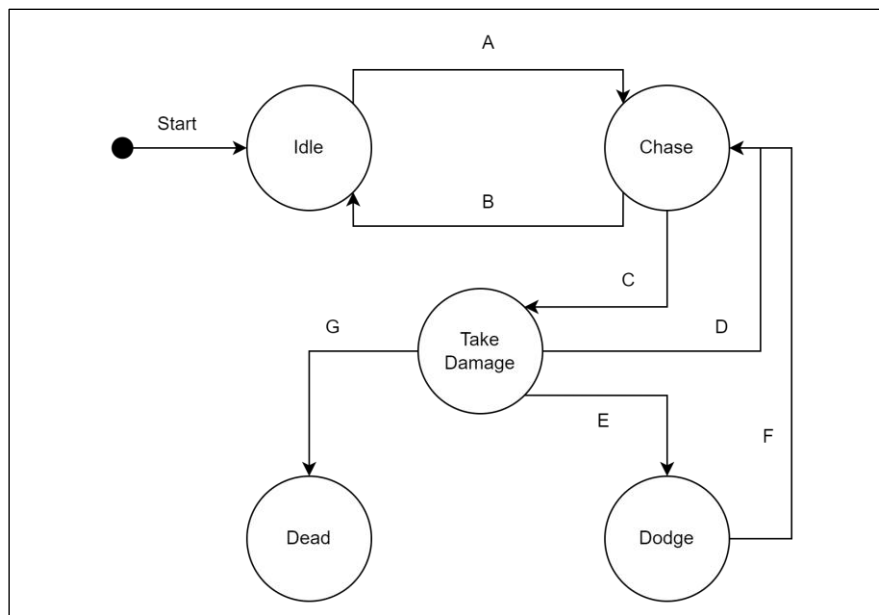 A
Start
Idle
Chase
B
C
G
Take
Damage
D
E
F
Dead
Dodge